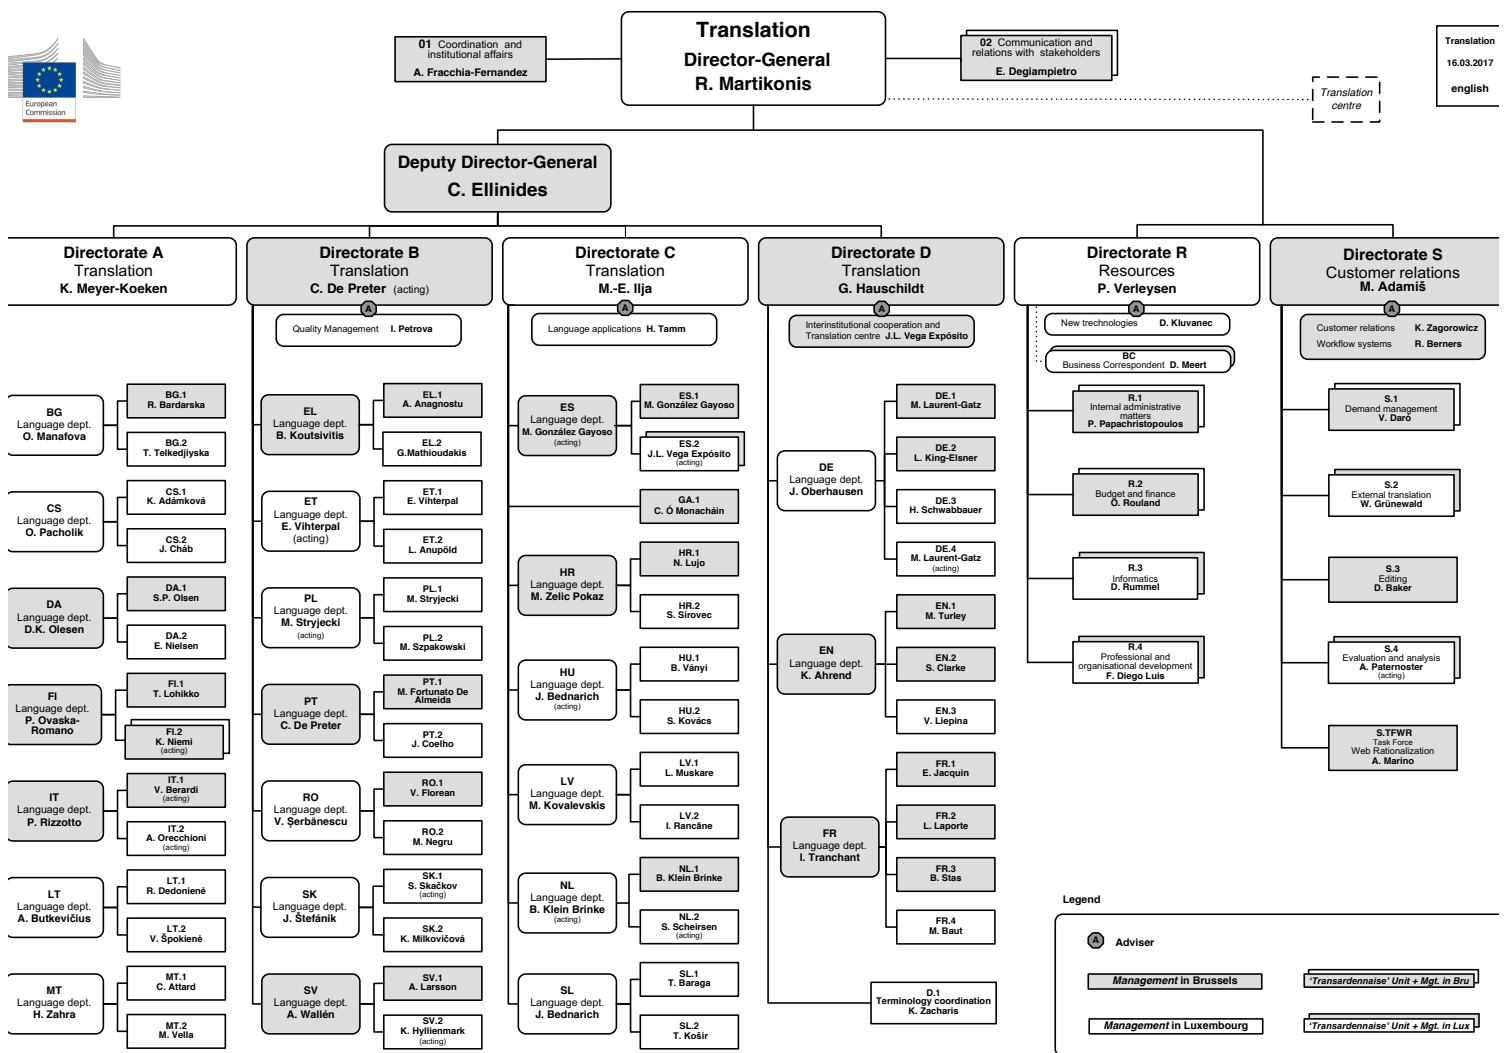 European
Commission
01 Coordination and
institutional affairs
A. Fracchia-Fernandez
Translation
Director-General
R. Martikonis
02 Communication and
relations with stakeholders
E. Degiampietro
Translation
centre
Translation
16.03.2017
english
Deputy Director-General
C. Ellinides
Directorate A
Translation
K. Meyer-Koeken
Directorate B
Translation
C. De Preter (acting)
A
Quality Management I. Petrova
Directorate C
Translation
M.-E. Ilja
A
Language applications H. Tamm
Directorate D
Translation
G. Hauschildt
A
Interinstitutional cooperation and
Translation centre J.L. Vega Expósito
Directorate R
Resources
P. Verleysen
A
New trechnologies D. Kluvanec
BC
Business Correspondent D. Meert
Directorate S
Customer relations
M. Adamiš
A
Customer relations K. Zagorowicz
Workflow systems R. Berners
BG
Language dept.
O. Manafova
BG.1
R. Bardarska
BG.2
T. Telkedjiyska
CS
Language dept.
O. Pacholik
CS.1
K. Adámková
CS.2
J. Cháb
DA
Language dept.
D.K. Olesen
DA.1
S.P. Olsen
DA.2
E. Nielsen
FI
Language dept.
P. Ovaska-
Romano
FI.1
T. Lohikko
FI.2
K. Niemi
(acting)
IT
Language dept.
P. Rizzotto
IT.1
V. Berardi
(acting)
IT.2
A. Orecchioni
(acting)
LT
Language dept.
A. Butkevičius
LT.1
R. Dedonienė
LT.2
V. Špokienė
MT
Language dept.
H. Zahra
MT.1
C. Attard
MT.2
M. Vella
EL
Language dept.
B. Koutsivitis
EL.1
A. Anagnostu
EL.2
G.Mathioudakis
ET
Language dept.
E. Vihterpal
(acting)
ET.1
E. Vihterpal
ET.2
L. Anupõld
PL
Language dept.
M. Stryjecki
(acting)
PL.1
M. Stryjecki
PL.2
M. Szpakowski
PT
Language dept.
C. De Preter
PT.1
M. Fortunato De
Almeida
PT.2
J. Coelho
RO
Language dept.
V. Şerbănescu
RO.1
V. Florean
RO.2
M. Negru
SK
Language dept.
J. Štefánik
SK.1
S. Skačkov
(acting)
SK.2
K. Milkovičová
SV
Language dept.
A. Wallén
SV.1
A. Larsson
SV.2
K. Hyllienmark
(acting)
ES
Language dept.
M. González Gayoso
(acting)
ES.1
M. González Gayoso
ES.2
J.L. Vega Expósito
(acting)
GA.1
C. Ó Monacháin
HR
Language dept.
M. Zelic Pokaz
HR.1
N. Lujo
HR.2
S. Sirovec
HU
Language dept.
J. Bednarich
(acting)
HU.1
B. Ványi
HU.2
S. Kovács
LV
Language dept.
M. Kovalevskis
LV.1
L. Muskare
LV.2
I. Rancāne
NL
Language dept.
B. Klein Brinke
(acting)
NL.1
B. Klein Brinke
NL.2
S. Scheirsen
(acting)
SL
Language dept.
J. Bednarich
SL.1
T. Baraga
SL.2
T. Košir
DE
Language dept.
J. Oberhausen
DE.1
M. Laurent-Gatz
DE.2
L. King-Elsner
DE.3
H. Schwabbauer
DE.4
M. Laurent-Gatz
(acting)
EN
Language dept.
K. Ahrend
EN.1
M. Turley
EN.2
S. Clarke
EN.3
V. Liepina
FR
Language dept.
I. Tranchant
FR.1
E. Jacquin
FR.2
L. Laporte
FR.3
B. Stas
FR.4
M. Baut
D.1
Terminology coordination
K. Zacharis
R.1
Internal administrative
matters
P. Papachristopoulos
R.2
Budget and finance
O. Rouland
R.3
Informatics
D. Rummel
R.4
Professional and
organisational development
F. Diego Luis
S.1
Demand management
V. Daró
S.2
External translation
W. Grünewald
S.3
Editing
D. Baker
S.4
Evaluation and analysis
A. Paternoster
(acting)
S.TFWR
Task Force
Web Rationalization
A. Marino
Legend
A Adviser
Management in Brussels
'Transardennaise' Unit + Mgt. in Bru
Management in Luxembourg
'Transardennaise' Unit + Mgt. in Lux